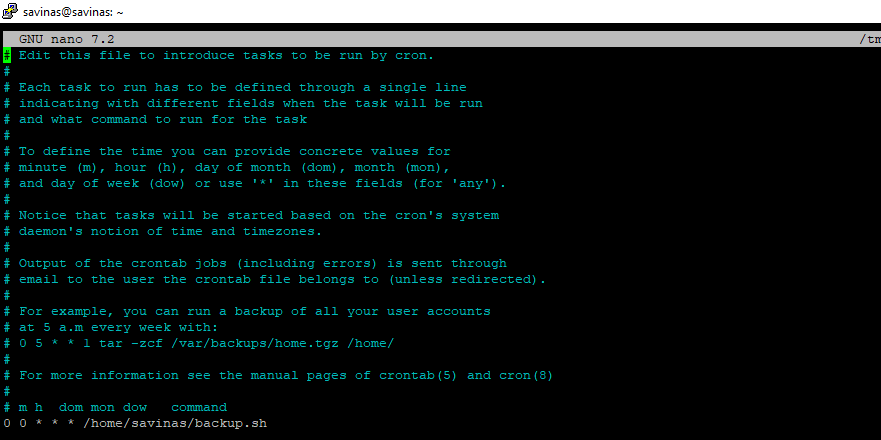 savinas@savinas: ~
GNU nano 7.2 /tm
# Edit this file to introduce tasks to be run by cron.
#
# Each task to run has to be defined through a single line
# indicating with different fields when the task will be run
# and what command to run for the task
#
# To define the time you can provide concrete values for
# minute (m), hour (h), day of month (dom), month (mon),
# and day of week (dow) or use '*' in these fields (for 'any').
#
# Notice that tasks will be started based on the cron's system
# daemon's notion of time and timezones.
#
# Output of the crontab jobs (including errors) is sent through
# email to the user the crontab file belongs to (unless redirected).
#
# For example, you can run a backup of all your user accounts
# at 5 a.m every week with:
# 0 5 * * 1 tar -zcf /var/backups/home.tgz /home/
#
# For more information see the manual pages of crontab(5) and cron(8)
#
# m h  dom mon dow   command
0 0 * * * /home/savinas/backup.sh